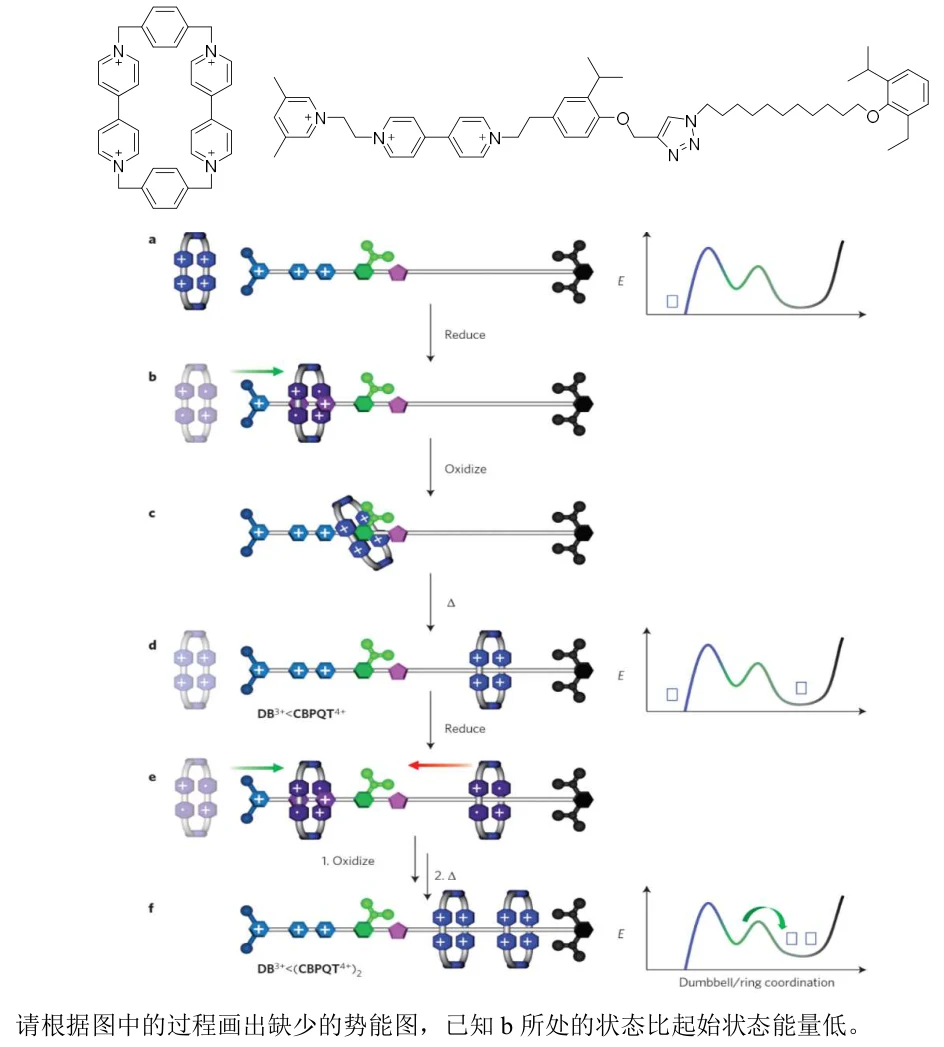 N
N
+
+
+
+
N
N
N
+
N
+
N
+
O
N
N
N
O
a
E
Reduce
b
Oxidize
c
Δ
d
E
DB3+<CBPQT4+
Reduce
e
1. Oxidize
2. Δ
f
E
DB3+<(CBPQT4+)2
Dumbbell/ring coordination
请根据图中的过程画出缺少的势能图，已知 b 所处的状态比起始状态能量低。